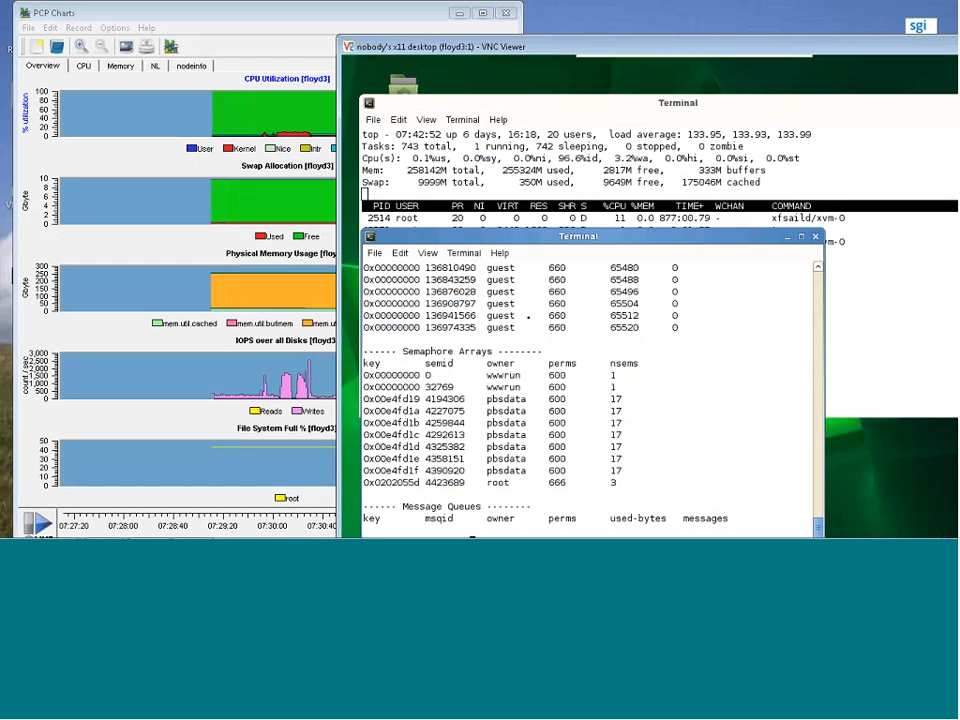 PCP Charts
File Edit Record Options Help
Overview CPU Memory NL nodeinfo
CPU Utilization [floyd3]
% utilization
100
80
60
40
20
0
User Kernel Nice Intr
Swap Allocation [floyd3]
Gbyte
10
8
6
4
2
0
Used Free
Physical Memory Usage [floy
Gbyte
300
250
200
150
100
50
0
mem.util.cached mem.util.bufmem mem.u
IOPS over all Disks [floyd3]
count / sec
3,000
2,500
2,000
1,500
1,000
500
0
Reads Writes
File System Full % [floyd3]
50
40
30
20
10
0
root
07:27:20 07:28:00 07:28:40 07:29:20 07:30:00 07:30:40
sgi
nobody's x11 desktop (floyd3:1) - VNC Viewer
Terminal
File Edit View Terminal Help
top - 07:42:52 up 6 days, 16:18, 20 users, load average: 133.95, 133.93, 133.99
Tasks: 743 total, 1 running, 742 sleeping, 0 stopped, 0 zombie
Cpu(s): 0.1%us, 0.0%sy, 0.0%ni, 96.6%id, 3.2%wa, 0.0%hi, 0.0%si, 0.0%st
Mem: 258142M total, 255324M used, 2817M free, 333M buffers
Swap: 9999M total, 350M used, 9649M free, 175046M cached
PID USER PR NI VIRT RES SHR S %CPU %MEM TIME+ WCHAN COMMAND
2514 root 20 0 0 0 0 D 11 0.0 877:00.79 - xfsaild/xvm-0
Terminal
File Edit View Terminal Help
0x00000000 136810490 guest 660 65480 0
0x00000000 136843259 guest 660 65488 0
0x00000000 136876028 guest 660 65496 0
0x00000000 136908797 guest 660 65504 0
0x00000000 136941566 guest 660 65512 0
0x00000000 136974335 guest 660 65520 0
------ Semaphore Arrays --------
key semid owner perms nsems
0x00000000 0 wwwrun 600 1
0x00000000 32769 wwwrun 600 1
0x00e4fd19 4194306 pbsdata 600 17
0x00e4fd1a 4227075 pbsdata 600 17
0x00e4fd1b 4259844 pbsdata 600 17
0x00e4fd1c 4292613 pbsdata 600 17
0x00e4fd1d 4325382 pbsdata 600 17
0x00e4fd1e 4358151 pbsdata 600 17
0x00e4fd1f 4390920 pbsdata 600 17
0x0202055d 4423689 root 666 3
------ Message Queues --------
key msqid owner perms used-bytes messages